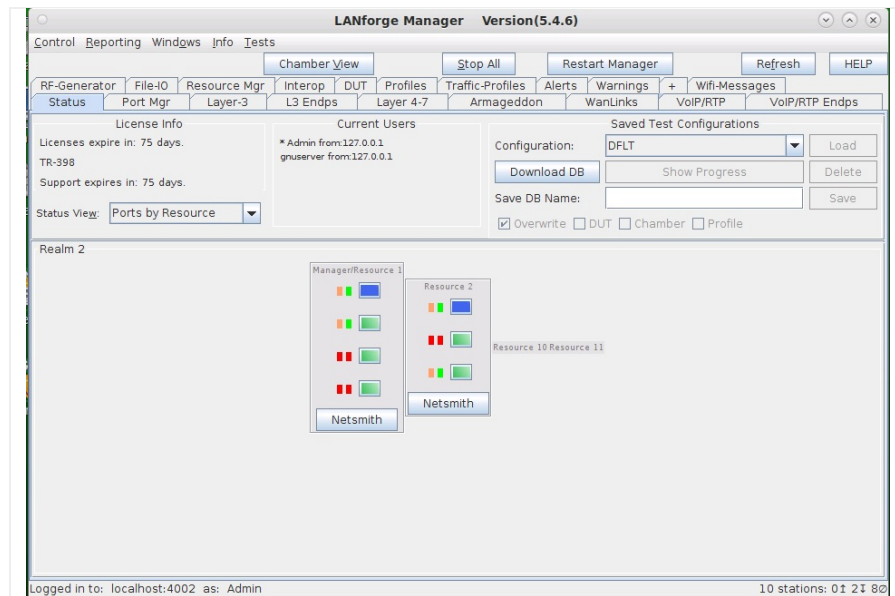 LANforge Manager Version(5.4.6)
Control Reporting Windows Info Tests
Chamber View Stop All Restart Manager Refresh HELP
RF-Generator File-IO Resource Mgr Interop DUT Profiles Traffic-Profiles Alerts Warnings + Wifi-Messages
Status Port Mgr Layer-3 L3 Endps Layer 4-7 Armageddon WanLinks VoIP/RTP VoIP/RTP Endps
License Info
Licenses expire in: 75 days.
TR-398
Support expires in: 75 days.
Status View: Ports by Resource
Current Users
* Admin from:127.0.0.1
gnuserver from:127.0.0.1
Saved Test Configurations
Configuration: DFLT Load
Download DB Show Progress Delete
Save DB Name: Save
Overwrite DUT Chamber Profile
Realm 2
Manager/Resource 1
Netsmith
Resource 2
Netsmith
Resource 10 Resource 11
Logged in to: localhost:4002 as: Admin
10 stations: 0↥ 2↧ 8∅